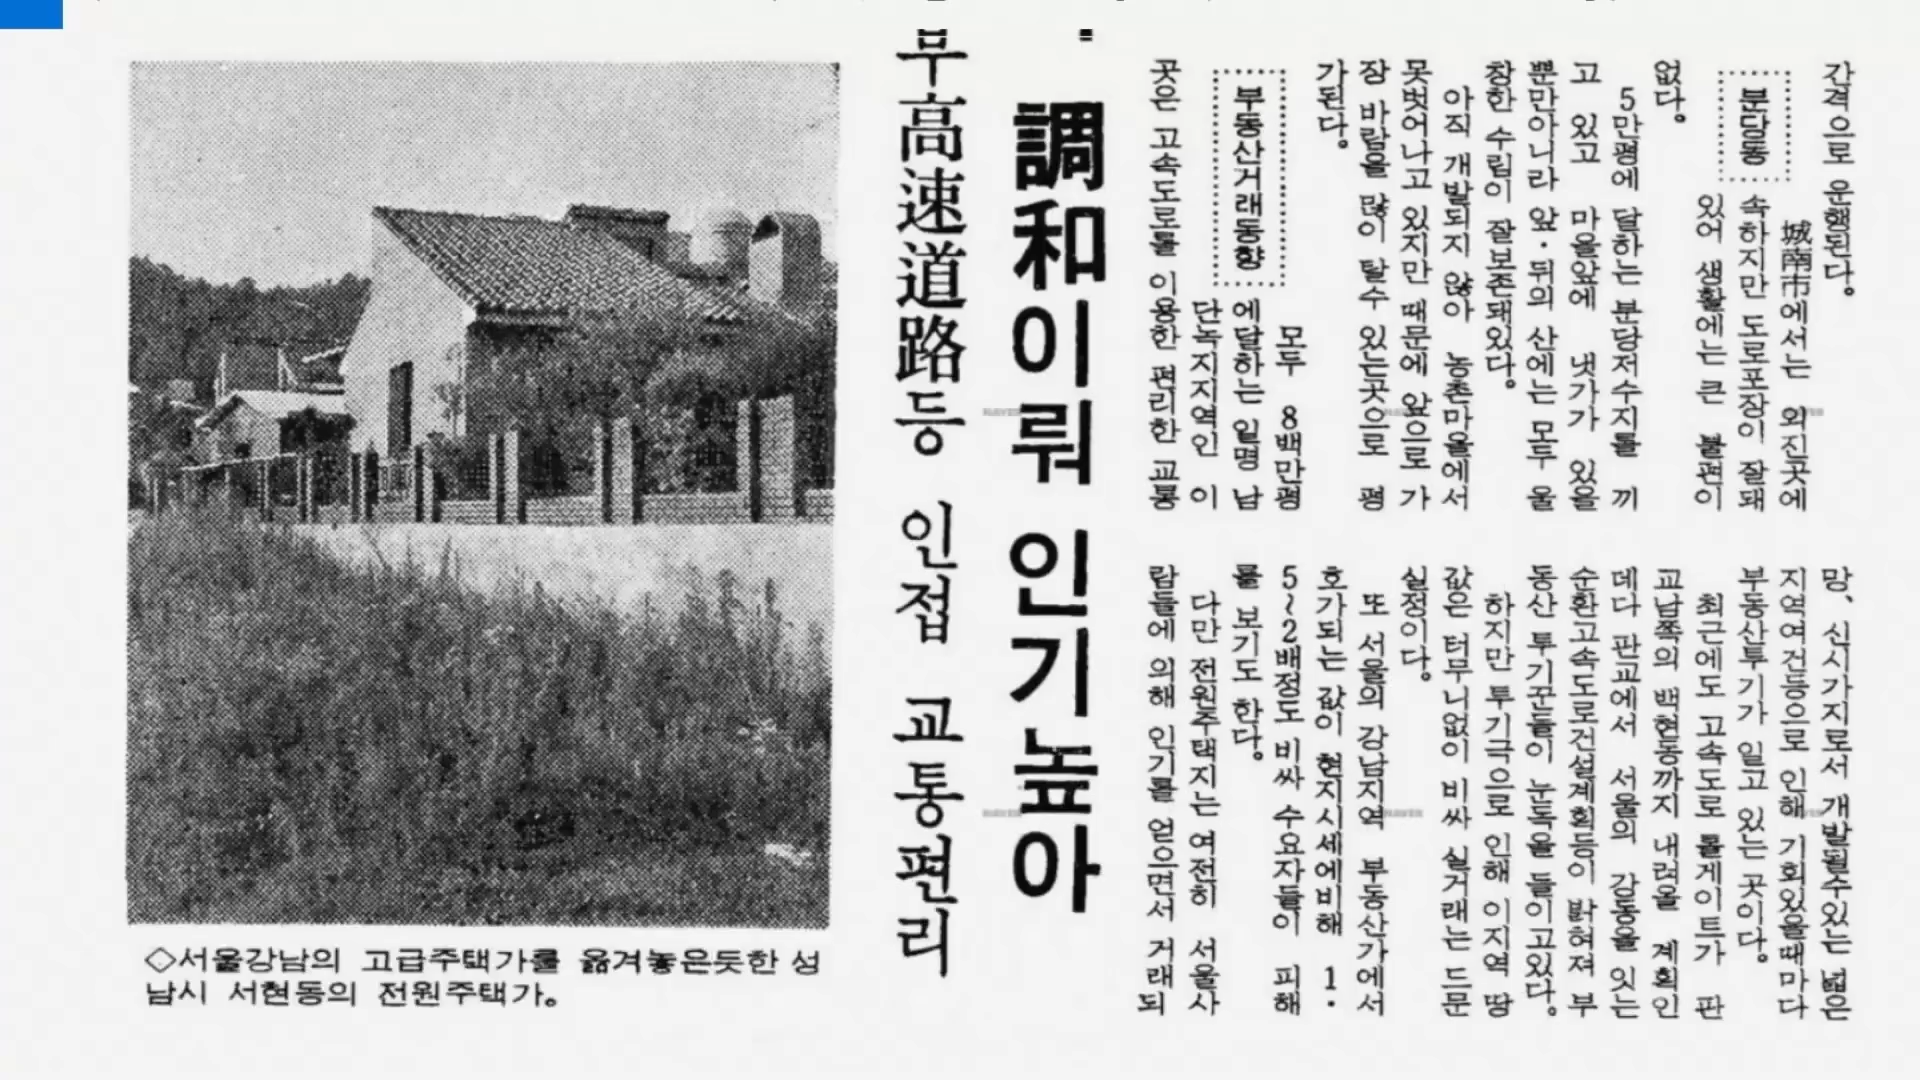 調和이뤄 인기높아
高速道路등 인접 교통편리
간격으로 운행된다.
분당동
城南市에서는 외진곳에
속하지만 도로포장이 잘돼
있어 생활에는 큰 불편이
없다.
5만평에 달하는 분당저수지를 끼
고 있고 마을앞에 냇가가 있을
뿐만아니라 앞·뒤의 산에는 모두 울
창한 수림이 잘보존돼있다.
아직 개발되지 않아 농촌마을에서
못벗어나고 있지만 때문에 앞으로 가
장 바람을 많이 탈수 있는곳으로 평
가된다.
부동산거래동향
모두 8백만평
에달하는 일명 남
단녹지지역인 이
곳은 고속도로를 이용한 편리한 교통
망, 신시가지로서 개발될수있는 넓은
지역여건등으로 인해 기회있을때마다
부동산투기가 일고 있는 곳이다.
최근에도 고속도로 톨게이트가 판
교남쪽의 백현동까지 내려올 계획인
데다 판교에서 서울의 강동을 잇는
순환고속도로건설계획등이 밝혀져 부
동산 투기꾼들이 눈독을 들이고있다.
하지만 투기극으로 인해 이지역 땅
값은 터무니없이 비싸 실거래는 드문
실정이다.
또 서울의 강남지역 부동산가에서
호가되는 값이 현지시세에비해 1·
5~2배정도 비싸 수요자들이 피해
를 보기도 한다.
다만 전원주택지는 여전히 서울사
람들에 의해 인기를 얻으면서 거래되
◇서울강남의 고급주택가를 옮겨놓은듯한 성
남시 서현동의 전원주택가。